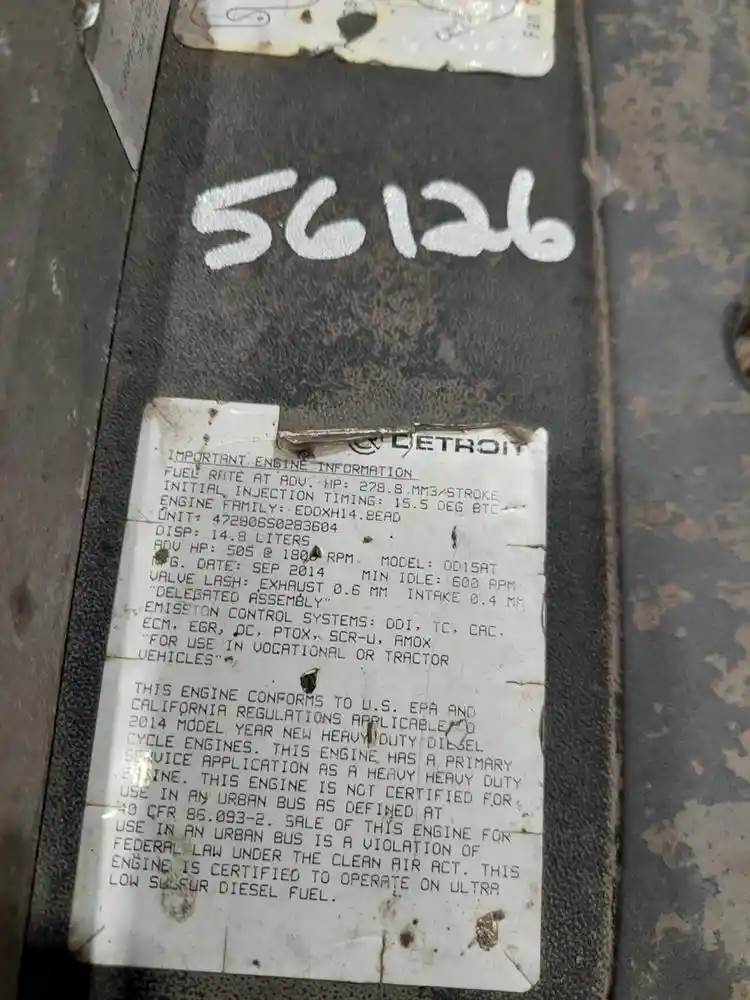 56126
DETROIT
IMPORTANT ENGINE INFORMATION
FUEL RATE AT ADV. HP: 278.8 MM3/STROKE
INITIAL INJECTION TIMING: 15.5 DEG BTC
ENGINE FAMILY: EDDXH14.8EAD
UNIT: 472806S0283604
DISP: 14.8 LITERS
ADV HP: 505 @ 1800 RPM MODEL: DD15AT
MFG. DATE: SEP 2014 MIN IDLE: 600 RPM
VALVE LASH: EXHAUST 0.6 MM INTAKE 0.4 MM
"DELEGATED ASSEMBLY"
EMISSION CONTROL SYSTEMS: DDI, TC, CAC,
ECM, EGR, OC, PTOX, SCR-U, AMOX
"FOR USE IN VOCATIONAL OR TRACTOR
VEHICLES"
THIS ENGINE CONFORMS TO U.S. EPA AND
CALIFORNIA REGULATIONS APPLICABLE TO
2014 MODEL YEAR NEW HEAVY DUTY DIESEL
CYCLE ENGINES. THIS ENGINE HAS A PRIMARY
SERVICE APPLICATION AS A HEAVY HEAVY DUTY
ENGINE. THIS ENGINE IS NOT CERTIFIED FOR
USE IN AN URBAN BUS AS DEFINED AT
40 CFR 86.093-2. SALE OF THIS ENGINE FOR
USE IN AN URBAN BUS IS A VIOLATION OF
FEDERAL LAW UNDER THE CLEAN AIR ACT. THIS
ENGINE IS CERTIFIED TO OPERATE ON ULTRA
LOW SULFUR DIESEL FUEL.